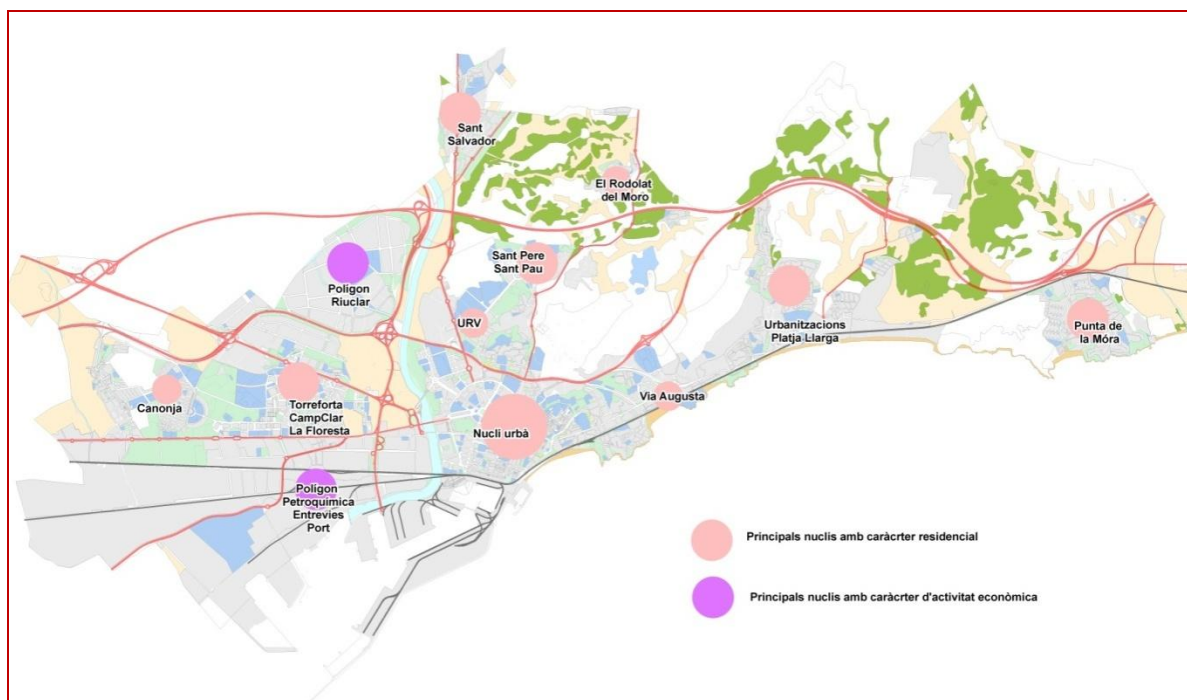 Sant
Salvador
El Rodolat
del Moro
Sant Pere
Sant Pau
Poligon
Riuclar
URV
Urbanitzacions
Platja Llarga
Punta de
la Móra
Canonja
Torreforta
CampClar
La Floresta
Via Augusta
Nucli urbà
Poligon
Petroquimica
Entrevies
Port
Principals nuclis amb caràcrter residencial
Principals nuclis amb caràcrter d'activitat econòmica